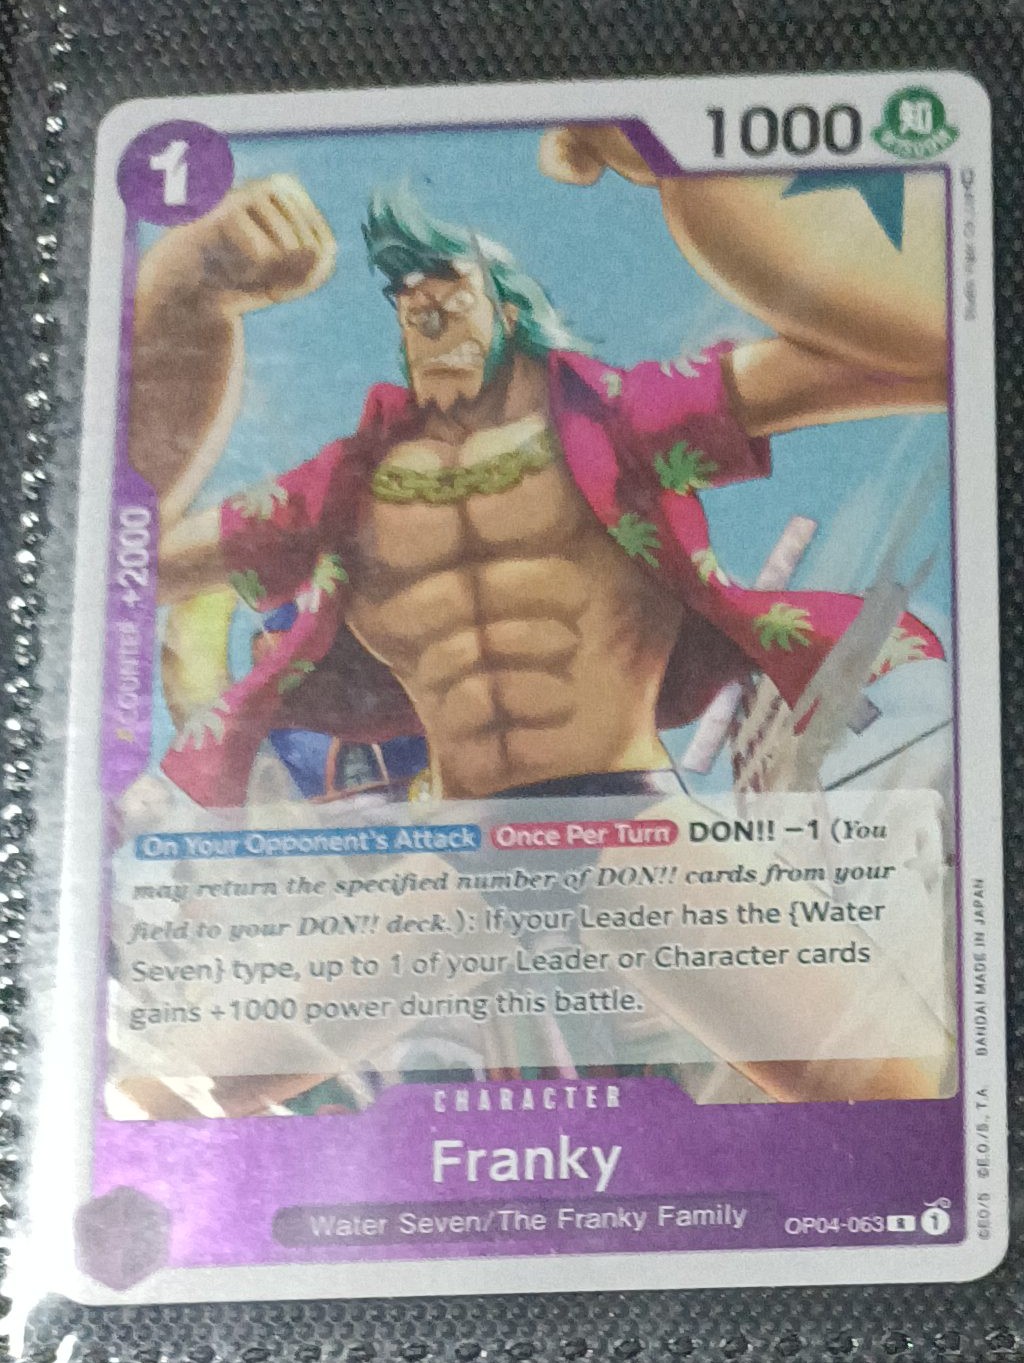 1
1000
知
WISDOM
COUNTER +2000
On Your Opponent's Attack Once Per Turn DON!! −1 (You
may return the specified number of DON!! cards from your
field to your DON!! deck.): If your Leader has the {Water
Seven} type, up to 1 of your Leader or Character cards
gains +1000 power during this battle.
CHARACTER
Franky
Water Seven/The Franky Family
OP04-063 R 1
©E.O/S ©E.O./S., T.A BANDAI MADE IN JAPAN